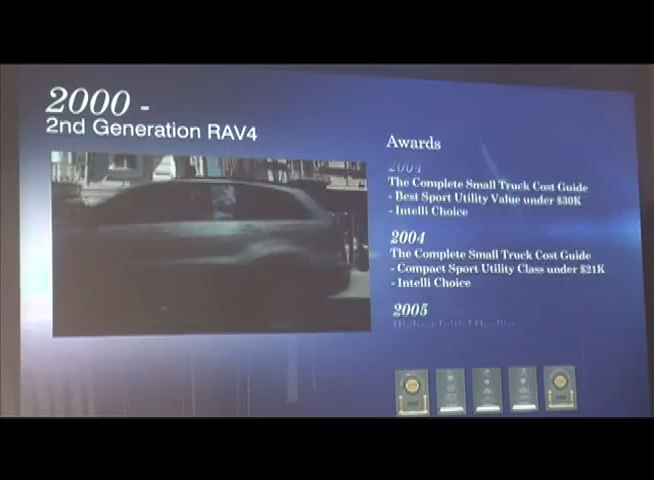 2000 -
2nd Generation RAV4
Awards
2004
The Complete Small Truck Cost Guide
- Best Sport Utility Value under $30K
- Intelli Choice
2004
The Complete Small Truck Cost Guide
- Compact Sport Utility Class under $21K
- Intelli Choice
2005